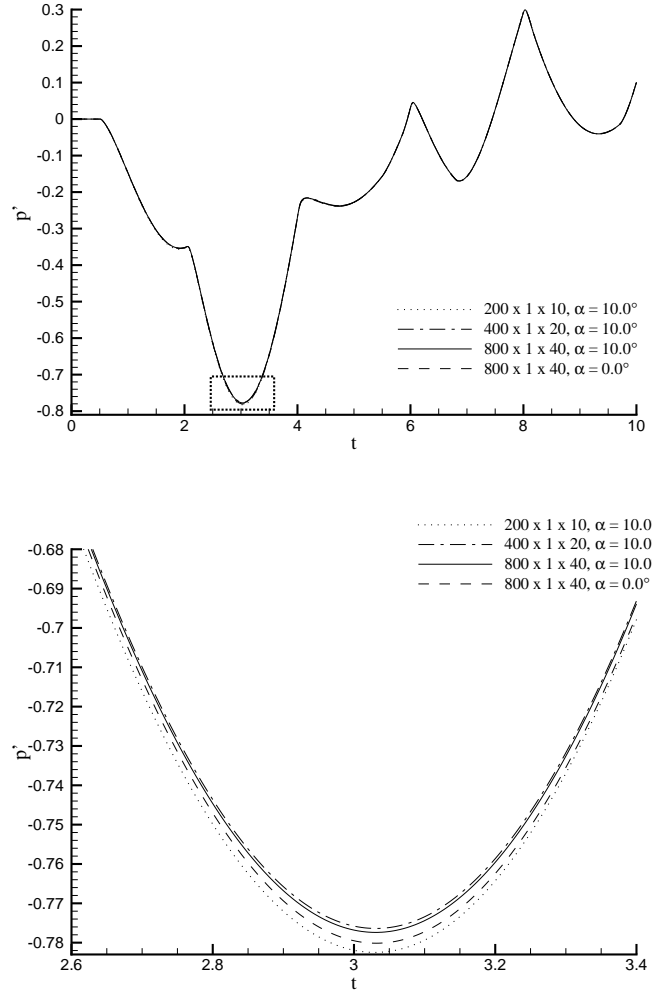 0.3
0.2
0.1
0
-0.1
-0.2
-0.3
-0.4
-0.5
-0.6
-0.7
-0.8
p'
0 2 4 6 8 10
t
200 x 1 x 10, α = 10.0°
400 x 1 x 20, α = 10.0°
800 x 1 x 40, α = 10.0°
800 x 1 x 40, α = 0.0°
200 x 1 x 10, α = 10.0
400 x 1 x 20, α = 10.0
800 x 1 x 40, α = 10.0
800 x 1 x 40, α = 0.0°
-0.68
-0.69
-0.7
-0.71
-0.72
-0.73
-0.74
-0.75
-0.76
-0.77
-0.78
p'
2.6 2.8 3 3.2 3.4
t